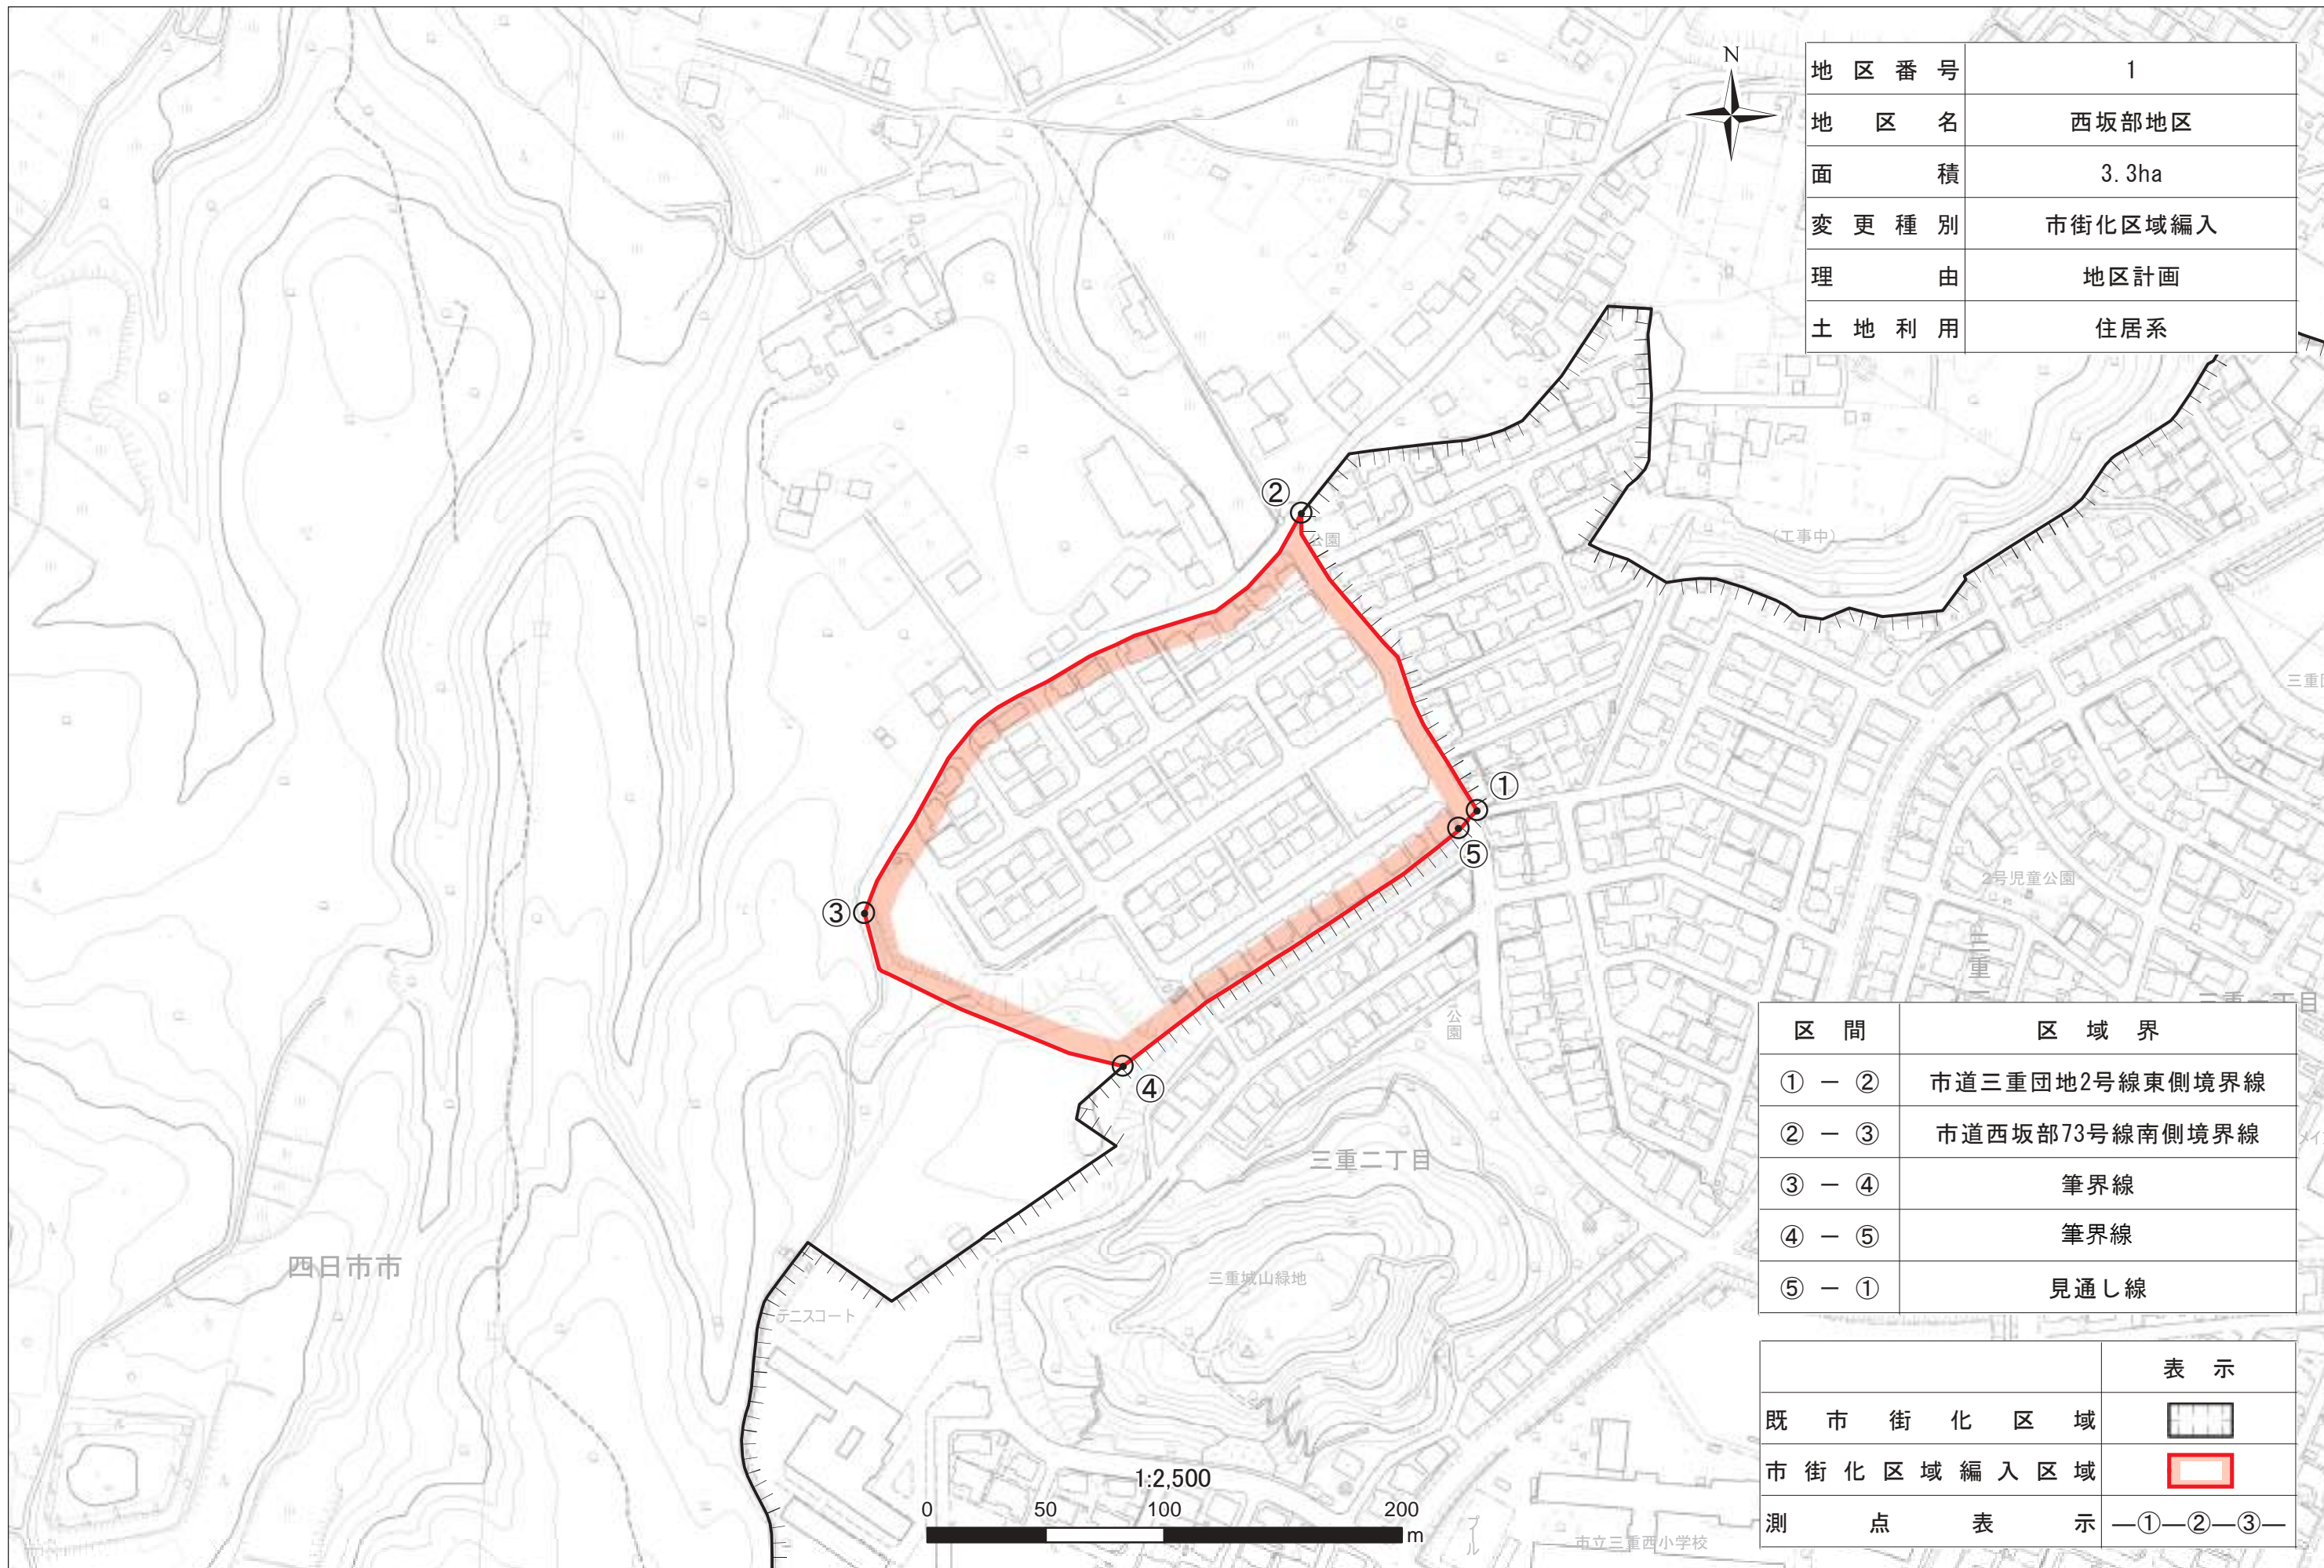 N
地区番号 1
地区名 西坂部地区
面積 3.3ha
変更種別 市街化区域編入
理由 地区計画
土地利用 住居系
②
公園
(工事中)
①
⑤
③
④
2号児童公園
公園
三重二丁目
三重一丁目
四日市市
三重城山緑地
テニスコート
プール
市立三重西小学校
区間 区域界
① － ② 市道三重団地2号線東側境界線
② － ③ 市道西坂部73号線南側境界線
③ － ④ 筆界線
④ － ⑤ 筆界線
⑤ － ① 見通し線
表示
既市街化区域
市街化区域編入区域
測点表示 —①—②—③—
1:2,500
0 50 100 200
m